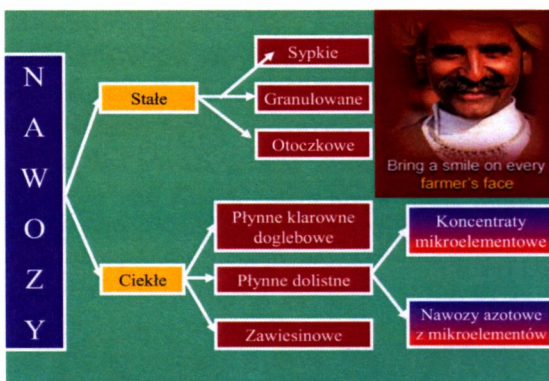 NAWOZY
Stałe
Sypkie
Granulowane
Otoczkowe
Bring a smile on every
farmer's face
Ciekłe
Płynne klarowne
doglebowe
Płynne dolistne
Zawiesinowe
Koncentraty
mikroelementowe
Nawozy azotowe
z mikroelementów